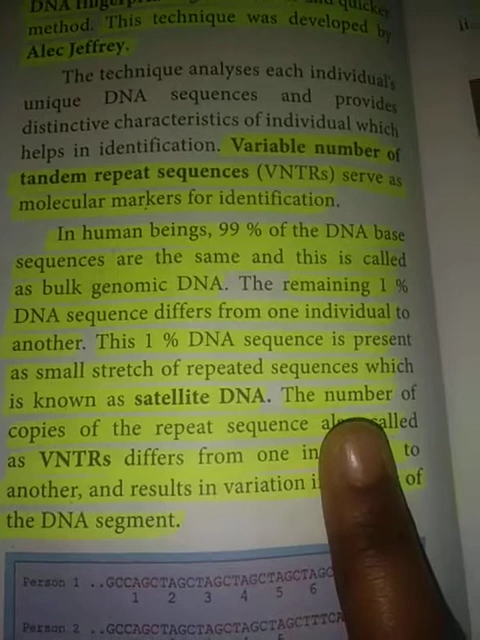 DNA and quicker
method. This technique was developed by
Alec Jeffrey.
The technique analyses each individual's
unique DNA sequences and provides
distinctive characteristics of individual which
helps in identification. Variable number of
tandem repeat sequences (VNTRs) serve as
molecular markers for identification.
In human beings, 99 % of the DNA base
sequences are the same and this is called
as bulk genomic DNA. The remaining 1 %
DNA sequence differs from one individual to
another. This 1 % DNA sequence is present
as small stretch of repeated sequences which
is known as satellite DNA. The number of
copies of the repeat sequence called
as VNTRs differs from one to
another, and results in variation of
the DNA segment.
Person 1 ..GCCAGCTAGCTAGCTAGCTAGCTAGC
1 2 3 4 5 6
Person 2 ..GCCAGCTAGCTAGCTAGCTTTCA